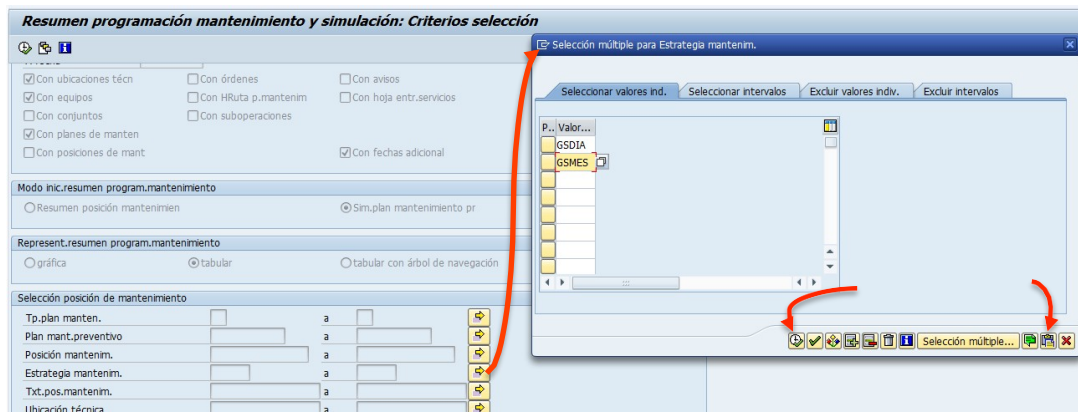 Resumen programación mantenimiento y simulación: Criterios selección
Con ubicaciones técn Con órdenes Con avisos
Con equipos Con HRuta p.mantenim Con hoja entr.servicios
Con conjuntos Con suboperaciones
Con planes de manten
Con posiciones de mant Con fechas adicional
Modo inic.resumen program.mantenimiento
Resumen posición mantenimien Sim.plan mantenimiento pr
Represent.resumen program.mantenimiento
gráfica tabular tabular con árbol de navegación
Selección posición de mantenimiento
Tp.plan manten. a
Plan mant.preventivo a
Posición mantenim. a
Estrategia mantenim. a
Txt.pos.mantenim. a
Ubicación técnica a
Selección múltiple para Estrategia mantenim.
Seleccionar valores ind. Seleccionar intervalos Excluir valores indiv. Excluir intervalos
P.. Valor...
GSDIA
GSMES
Selección múltiple...